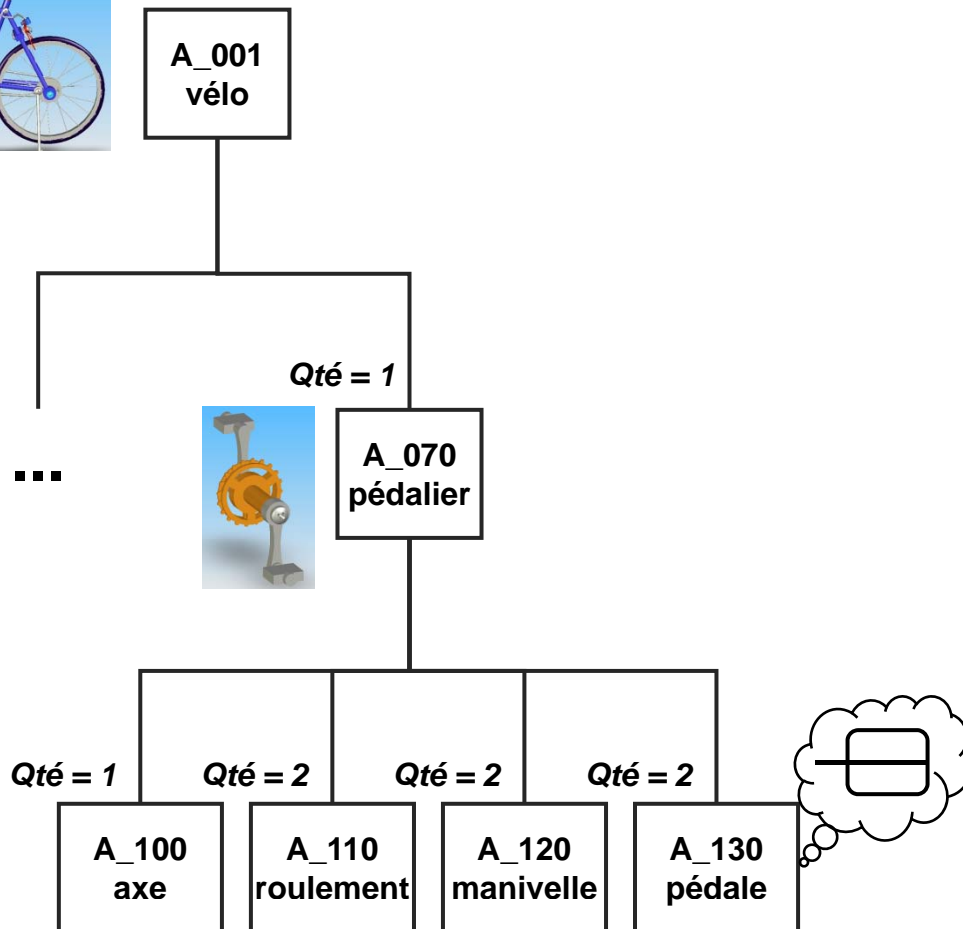 A_001
vélo
Qté = 1
...
A_070
pédalier
Qté = 1
Qté = 2
Qté = 2
Qté = 2
A_100
axe
A_110
roulement
A_120
manivelle
A_130
pédale